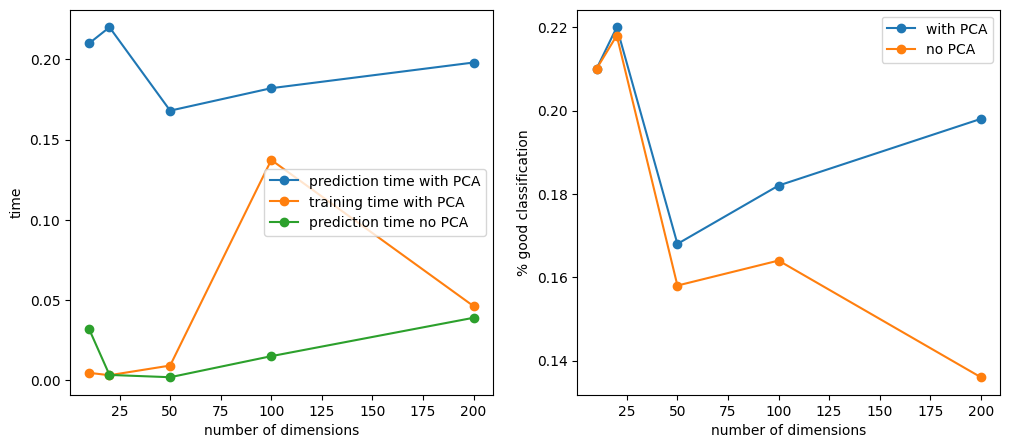 0.20
0.15
0.10
0.05
0.00
time
25 50 75 100 125 150 175 200
number of dimensions
prediction time with PCA
training time with PCA
prediction time no PCA
0.22
0.20
0.18
0.16
0.14
% good classification
25 50 75 100 125 150 175 200
number of dimensions
with PCA
no PCA